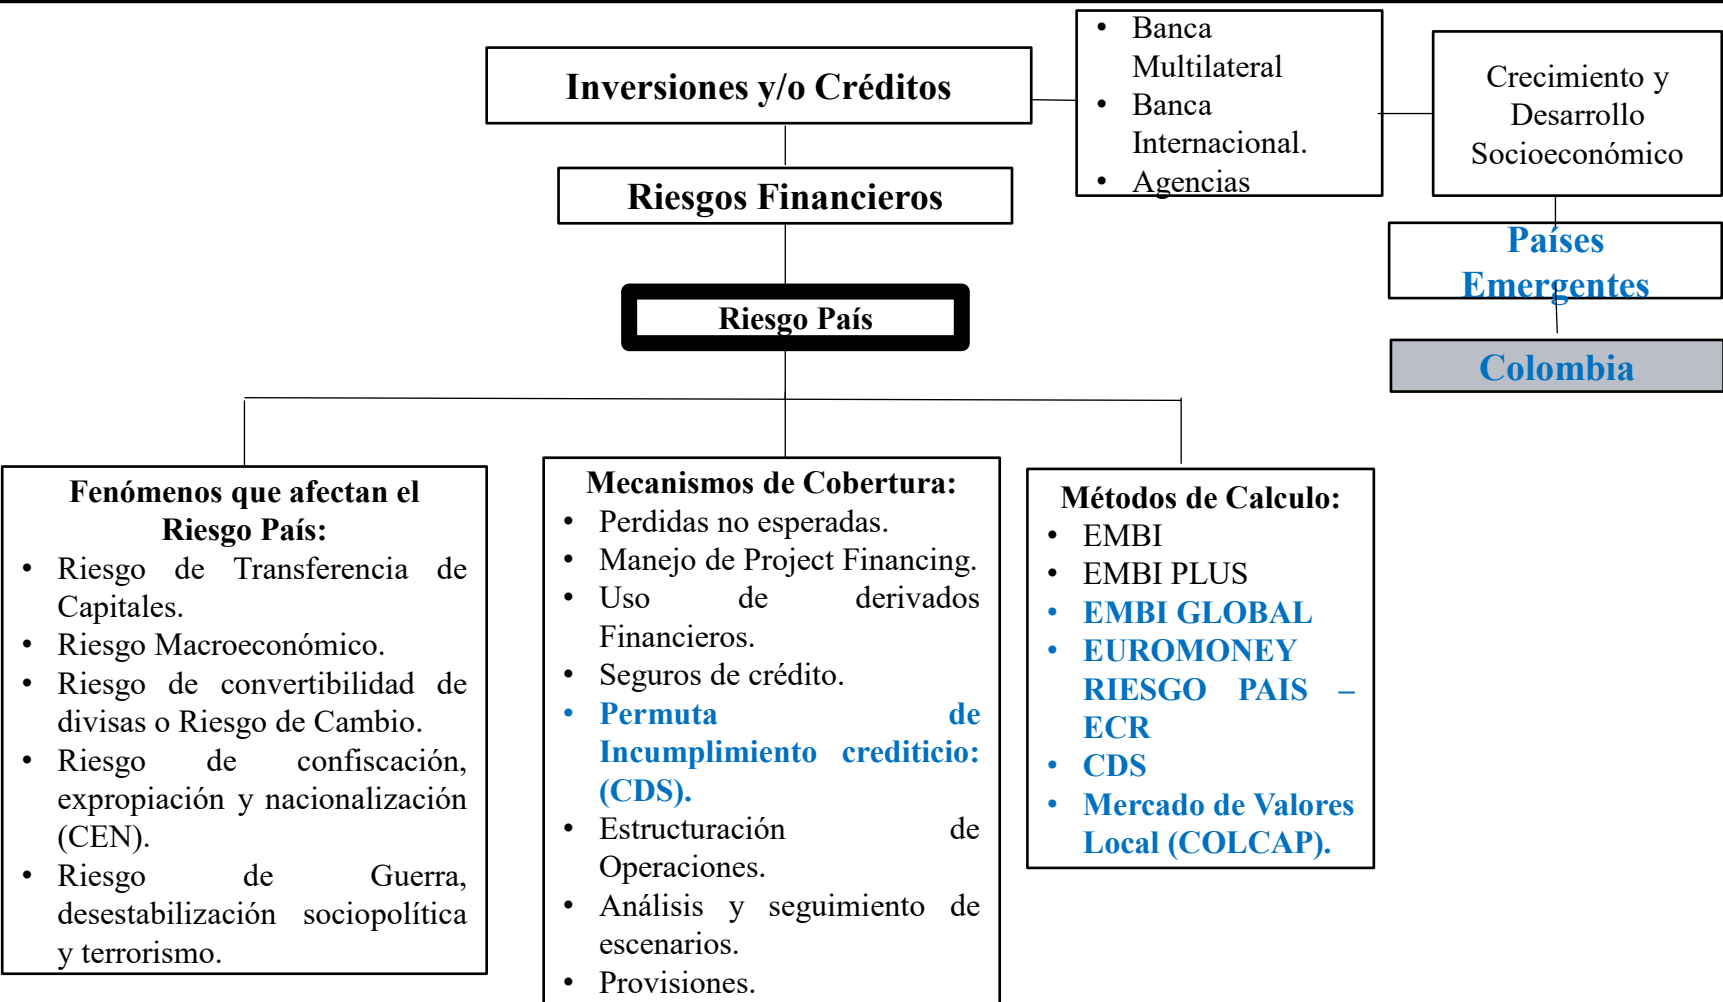 Inversiones y/o Créditos
• Banca
Multilateral
• Banca
Internacional.
• Agencias
Crecimiento y
Desarrollo
Socioeconómico
Riesgos Financieros
Países
Emergentes
Riesgo País
Colombia
Fenómenos que afectan el
Riesgo País:
• Riesgo de Transferencia de
Capitales.
• Riesgo Macroeconómico.
• Riesgo de convertibilidad de
divisas o Riesgo de Cambio.
• Riesgo de confiscación,
expropiación y nacionalización
(CEN).
• Riesgo de Guerra,
desestabilización sociopolítica
y terrorismo.
Mecanismos de Cobertura:
• Perdidas no esperadas.
• Manejo de Project Financing.
• Uso de derivados
Financieros.
• Seguros de crédito.
• Permuta de
Incumplimiento crediticio:
(CDS).
• Estructuración de
Operaciones.
• Análisis y seguimiento de
escenarios.
• Provisiones.
Métodos de Calculo:
• EMBI
• EMBI PLUS
• EMBI GLOBAL
• EUROMONEY
RIESGO PAIS –
ECR
• CDS
• Mercado de Valores
Local (COLCAP).